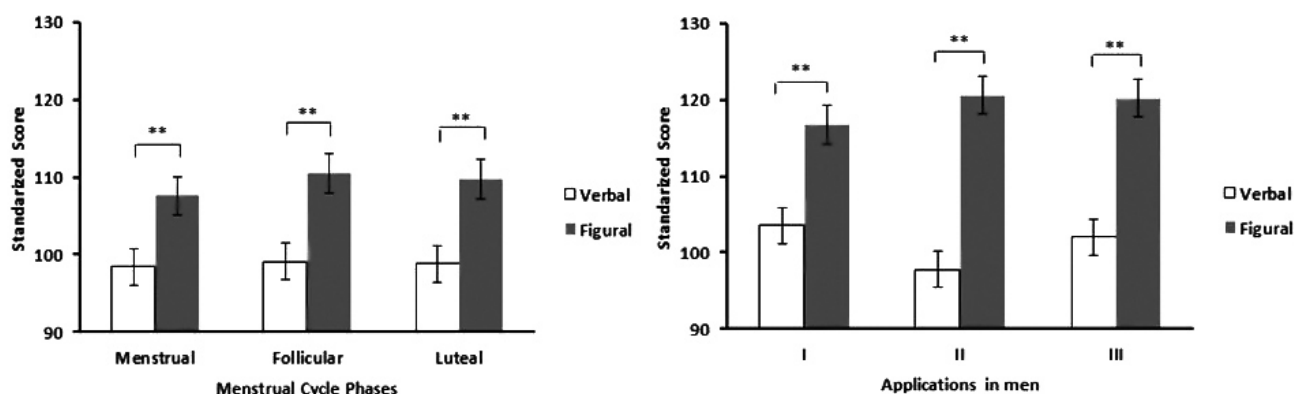 130
120
110
100
90
Standarized Score
**
**
**
Menstrual
Follicular
Luteal
Menstrual Cycle Phases
Verbal
Figural
130
120
110
100
90
Standarized Score
**
**
**
I
II
III
Applications in men
Verbal
Figural